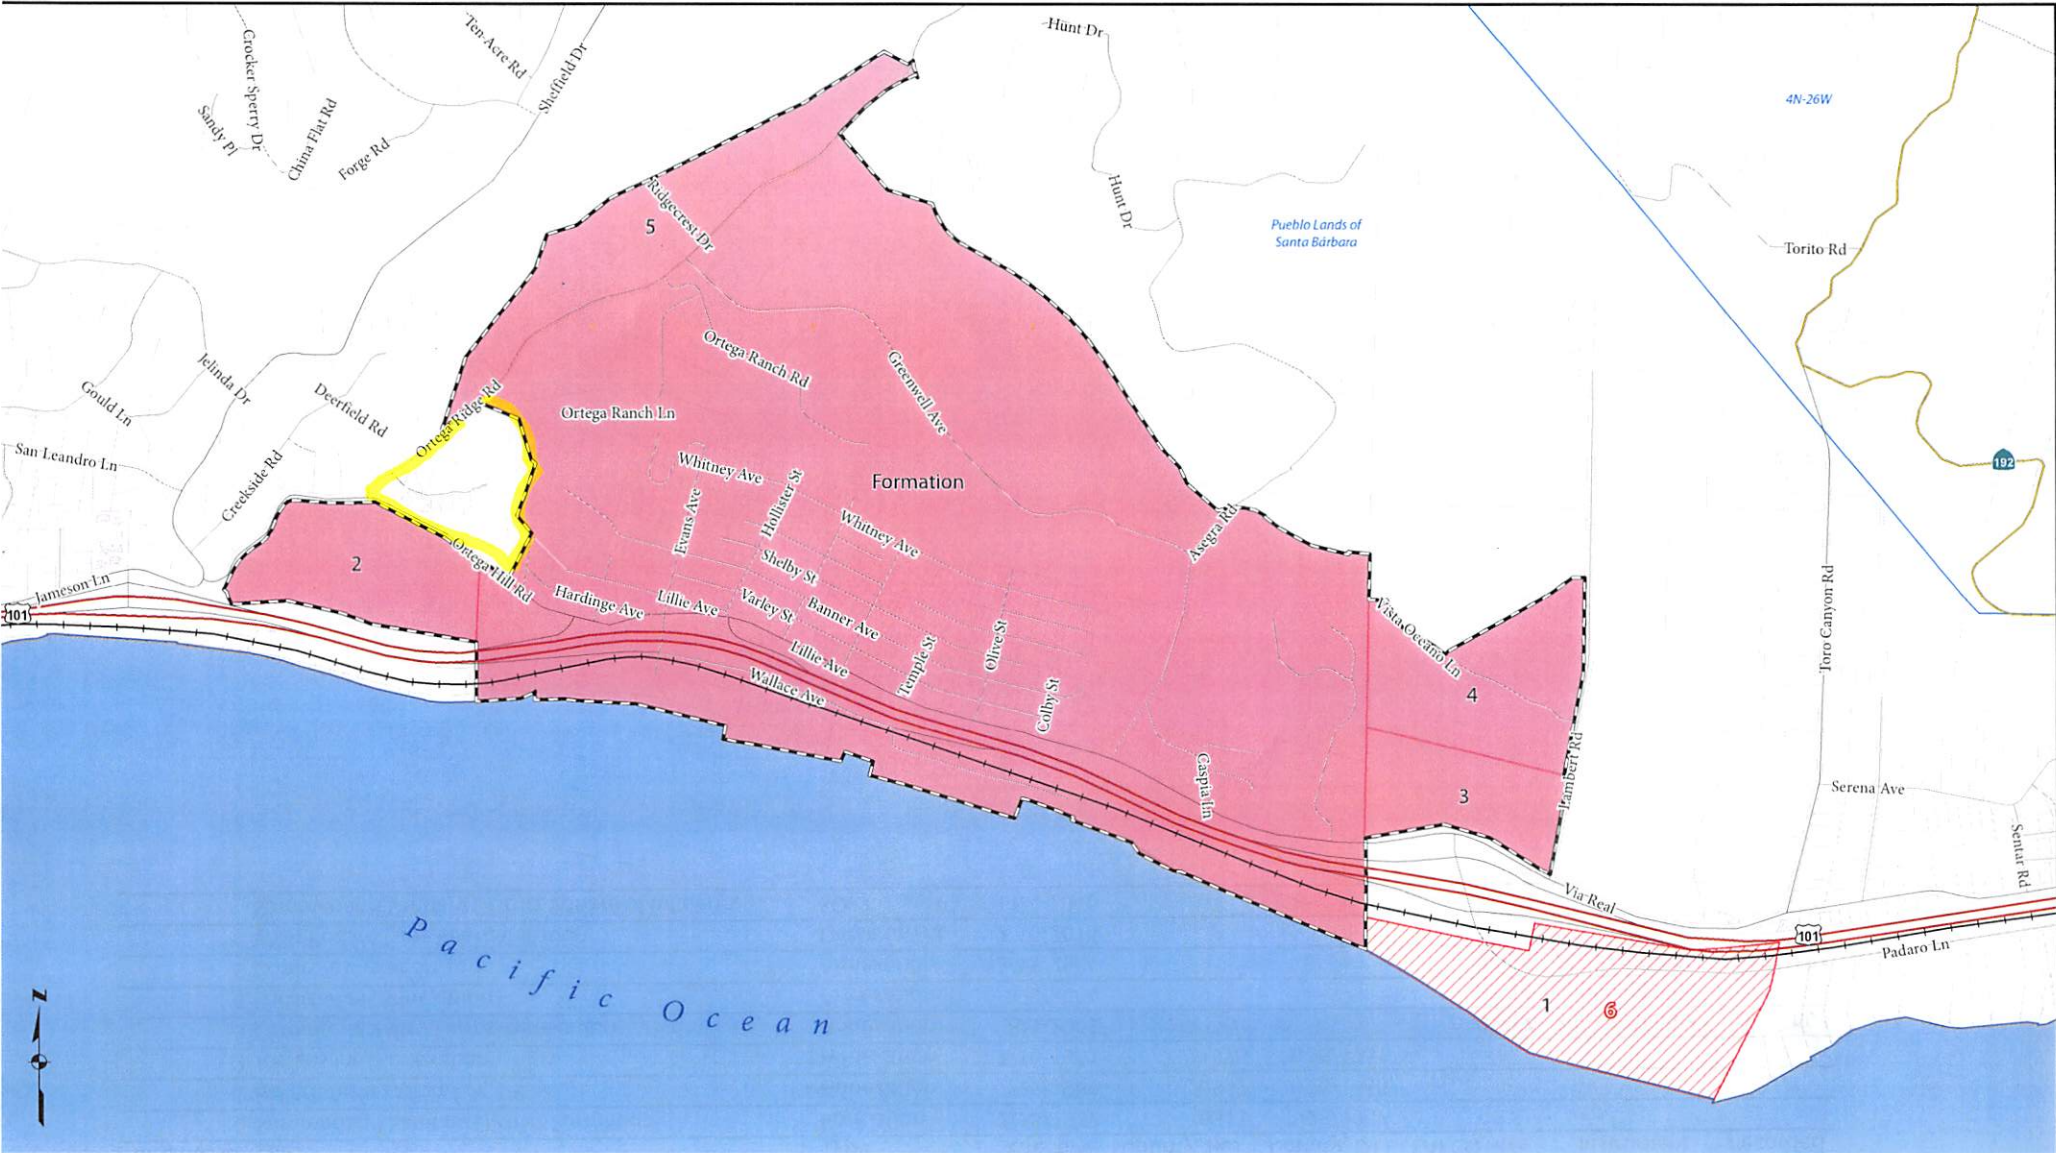 Hunt Dr
Ten Acre Rd
Crocker Sperry Dr
Sheffield Dr
4N-26W
Sandy Pl
China Flat Rd
Forge Rd
Hunt Dr
Ridgecrest Dr
5
Pueblo Lands of
Santa Bárbara
Torito Rd
Jelinda Dr
Ortega Ranch Rd
Greenwell Ave
Gould Ln
Deerfield Rd
Ortega Ridge Rd
Ortega Ranch Ln
San Leandro Ln
Creekside Rd
Whitney Ave
Formation
192
Hollister St
Evans Ave
Whitney Ave
Asegra Rd
2
Ortega Hill Rd
Shelby St
Jameson Ln
101
Hardinge Ave
Lillie Ave
Varley St
Banner Ave
Vista Oceano Ln
Toro Canyon Rd
Olive St
Temple St
Lillie Ave
Wallace Ave
Colby St
4
Lambert Rd
Caspia Ln
3
Serena Ave
Sentar Rd
Via Real
101
Padaro Ln
Pacific Ocean
1
6
N